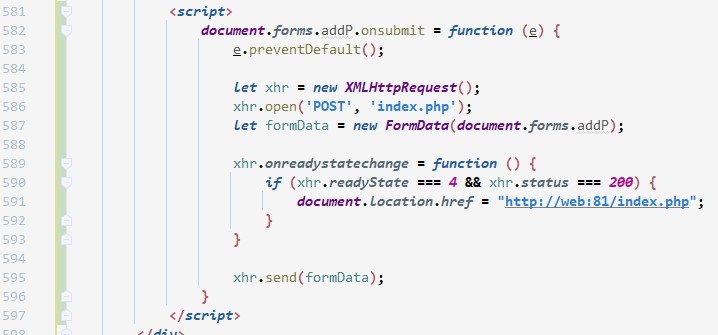 581 <script>
582 document.forms.addP.onsubmit = function (e) {
583 e.preventDefault();
584
585 let xhr = new XMLHttpRequest();
586 xhr.open('POST', 'index.php');
587 let formData = new FormData(document.forms.addP);
588
589 xhr.onreadystatechange = function () {
590 if (xhr.readyState === 4 && xhr.status === 200) {
591 document.location.href = "http://web:81/index.php";
592 }
593 }
594
595 xhr.send(formData);
596 }
597 </script>
598 </div>